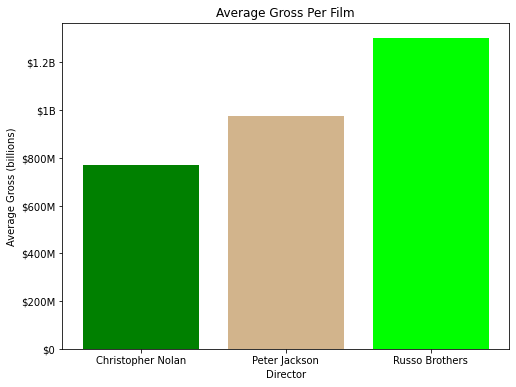 Average Gross Per Film
Average Gross (billions)
$1.2B
$1B
$800M
$600M
$400M
$200M
$0
Christopher Nolan
Peter Jackson
Russo Brothers
Director